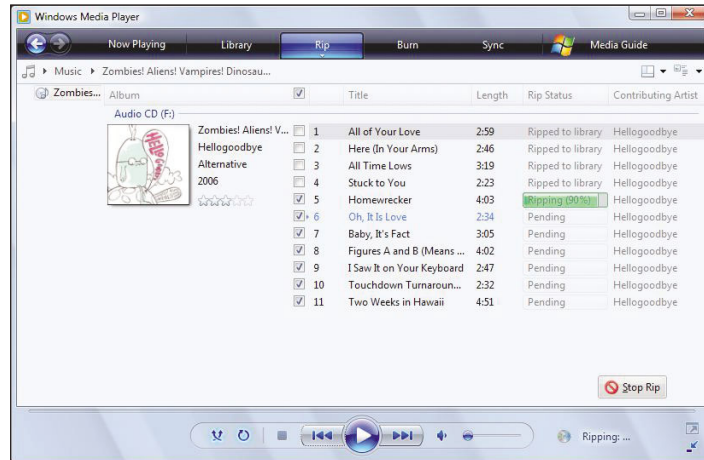 Windows Media Player
Now Playing Library Rip Burn Sync Media Guide
Music Zombies! Aliens! Vampires! Dinosau...
Zombies... Album Title Length Rip Status Contributing Artist
Audio CD (F:)
Zombies! Aliens! V... 1 All of Your Love 2:59 Ripped to library Hellogoodbye
Hellogoodbye 2 Here (In Your Arms) 2:46 Ripped to library Hellogoodbye
Alternative 3 All Time Lows 3:19 Ripped to library Hellogoodbye
2006 4 Stuck to You 2:23 Ripped to library Hellogoodbye
5 Homewrecker 4:03 Ripping (90%) Hellogoodbye
6 Oh, It Is Love 2:34 Pending Hellogoodbye
7 Baby, It's Fact 3:05 Pending Hellogoodbye
8 Figures A and B (Means ... 4:02 Pending Hellogoodbye
9 I Saw It on Your Keyboard 2:47 Pending Hellogoodbye
10 Touchdown Turnaroun... 2:32 Pending Hellogoodbye
11 Two Weeks in Hawaii 4:51 Pending Hellogoodbye
Stop Rip
Ripping: ...